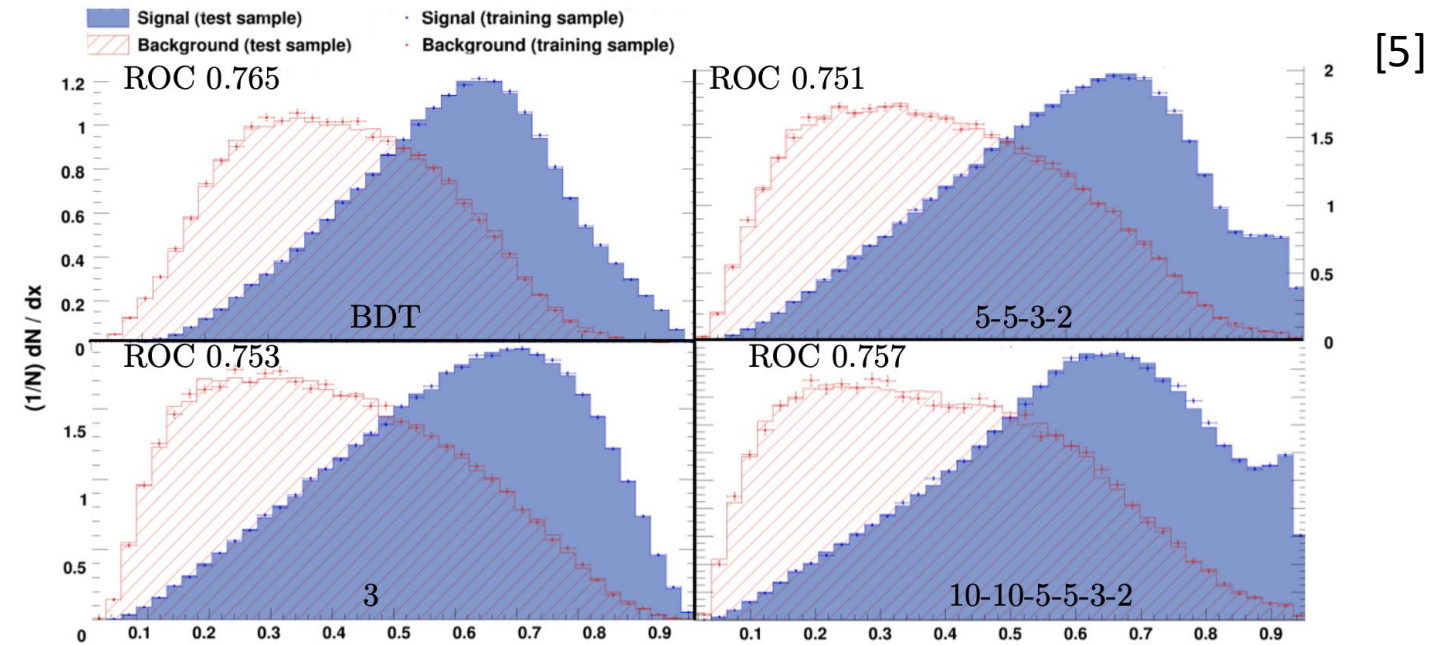 Signal (test sample)
Signal (training sample)
Background (test sample)
Background (training sample)
[5]
ROC 0.765
ROC 0.751
1.2
1
0.8
0.6
0.4
0.2
0
2
1.5
1
0.5
0
BDT
5-5-3-2
(1/N) dN / dx
ROC 0.753
ROC 0.757
1.5
1
0.5
0
3
10-10-5-5-3-2
0.1 0.2 0.3 0.4 0.5 0.6 0.7 0.8 0.9
0.1 0.2 0.3 0.4 0.5 0.6 0.7 0.8 0.9